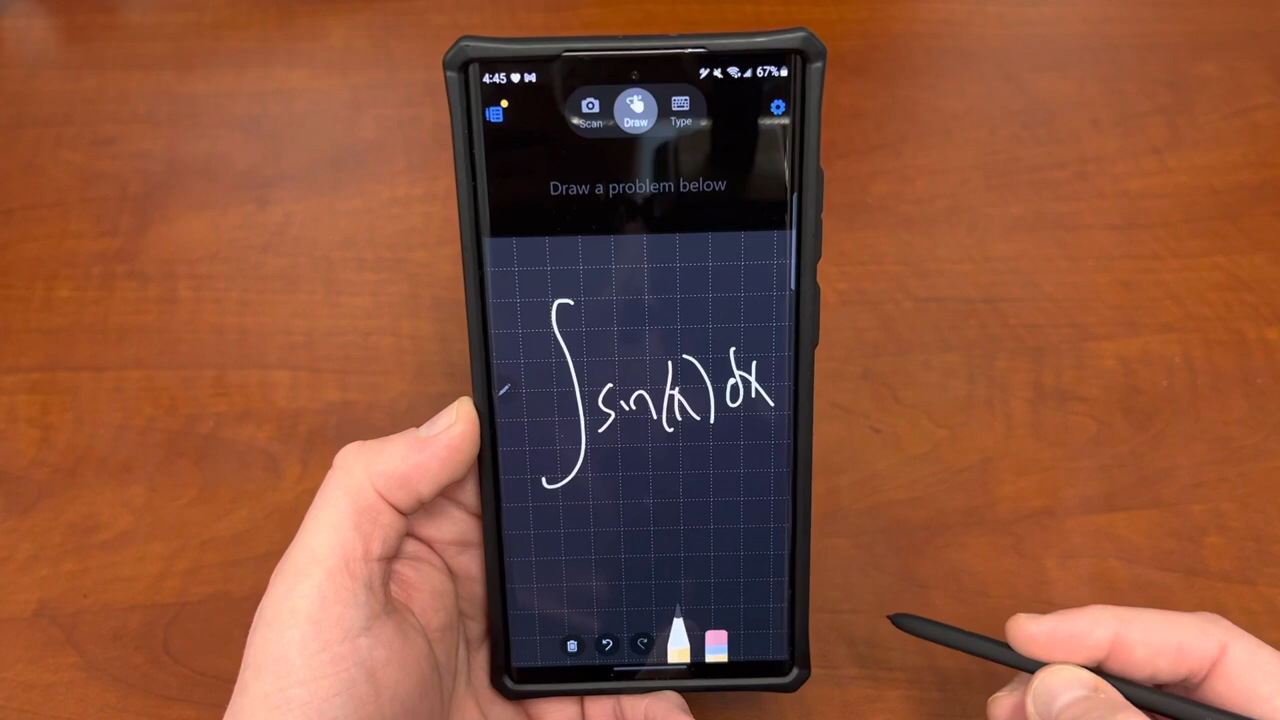 4:45 67%
Scan Draw Type
Draw a problem below
∫sin(x)dx